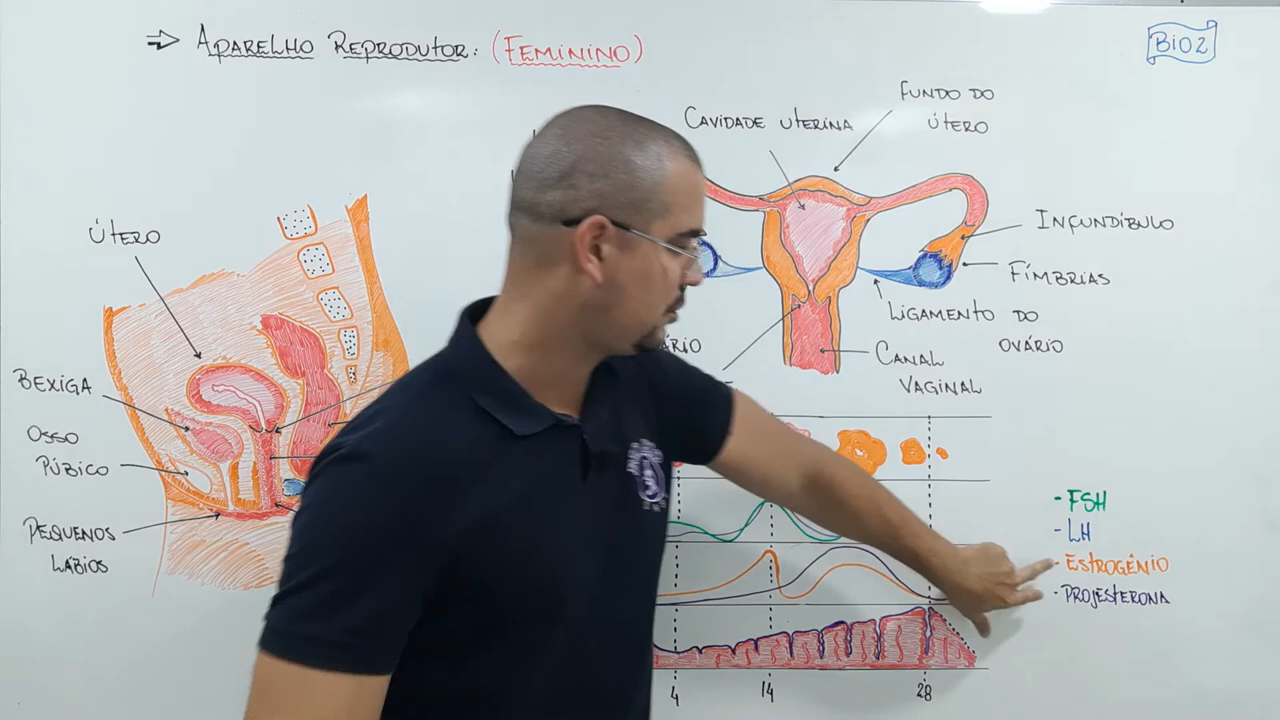 ⇒ APARELHO REPRODUTOR: (FEMININO)
BIO2
FUNDO DO
ÚTERO
CAVIDADE UTERINA
INFUNDÍBULO
FÍMBRIAS
LIGAMENTO DO
OVÁRIO
CANAL
VAGINAL
ÚTERO
BEXIGA
OSSO
PÚBICO
PEQUENOS
LÁBIOS
- FSH
- LH
- ESTROGÊNIO
- PROJESTERONA
4 14 28